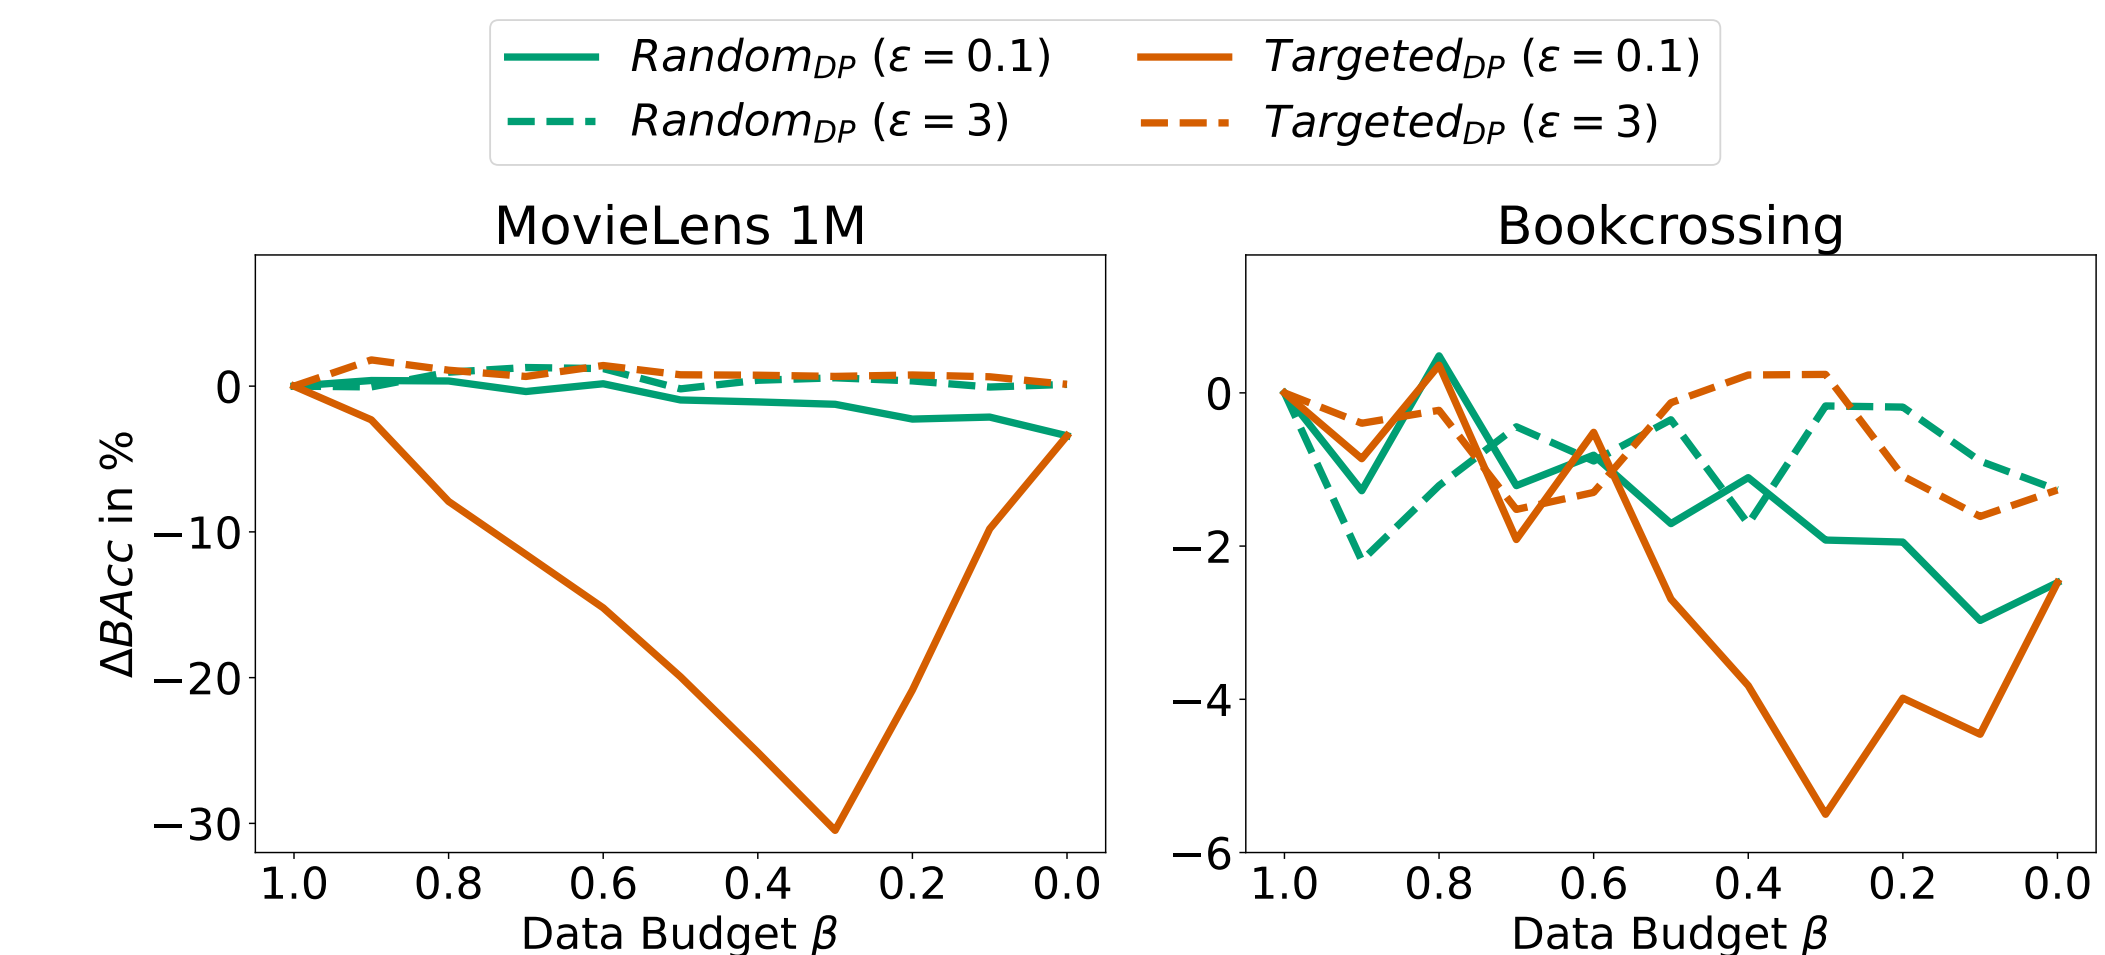 Random_DP (ε = 0.1)
Random_DP (ε = 3)
Targeted_DP (ε = 0.1)
Targeted_DP (ε = 3)
MovieLens 1M
ΔBAcc in %
0
−10
−20
−30
1.0 0.8 0.6 0.4 0.2 0.0
Data Budget β
Bookcrossing
0
−2
−4
−6
1.0 0.8 0.6 0.4 0.2 0.0
Data Budget β